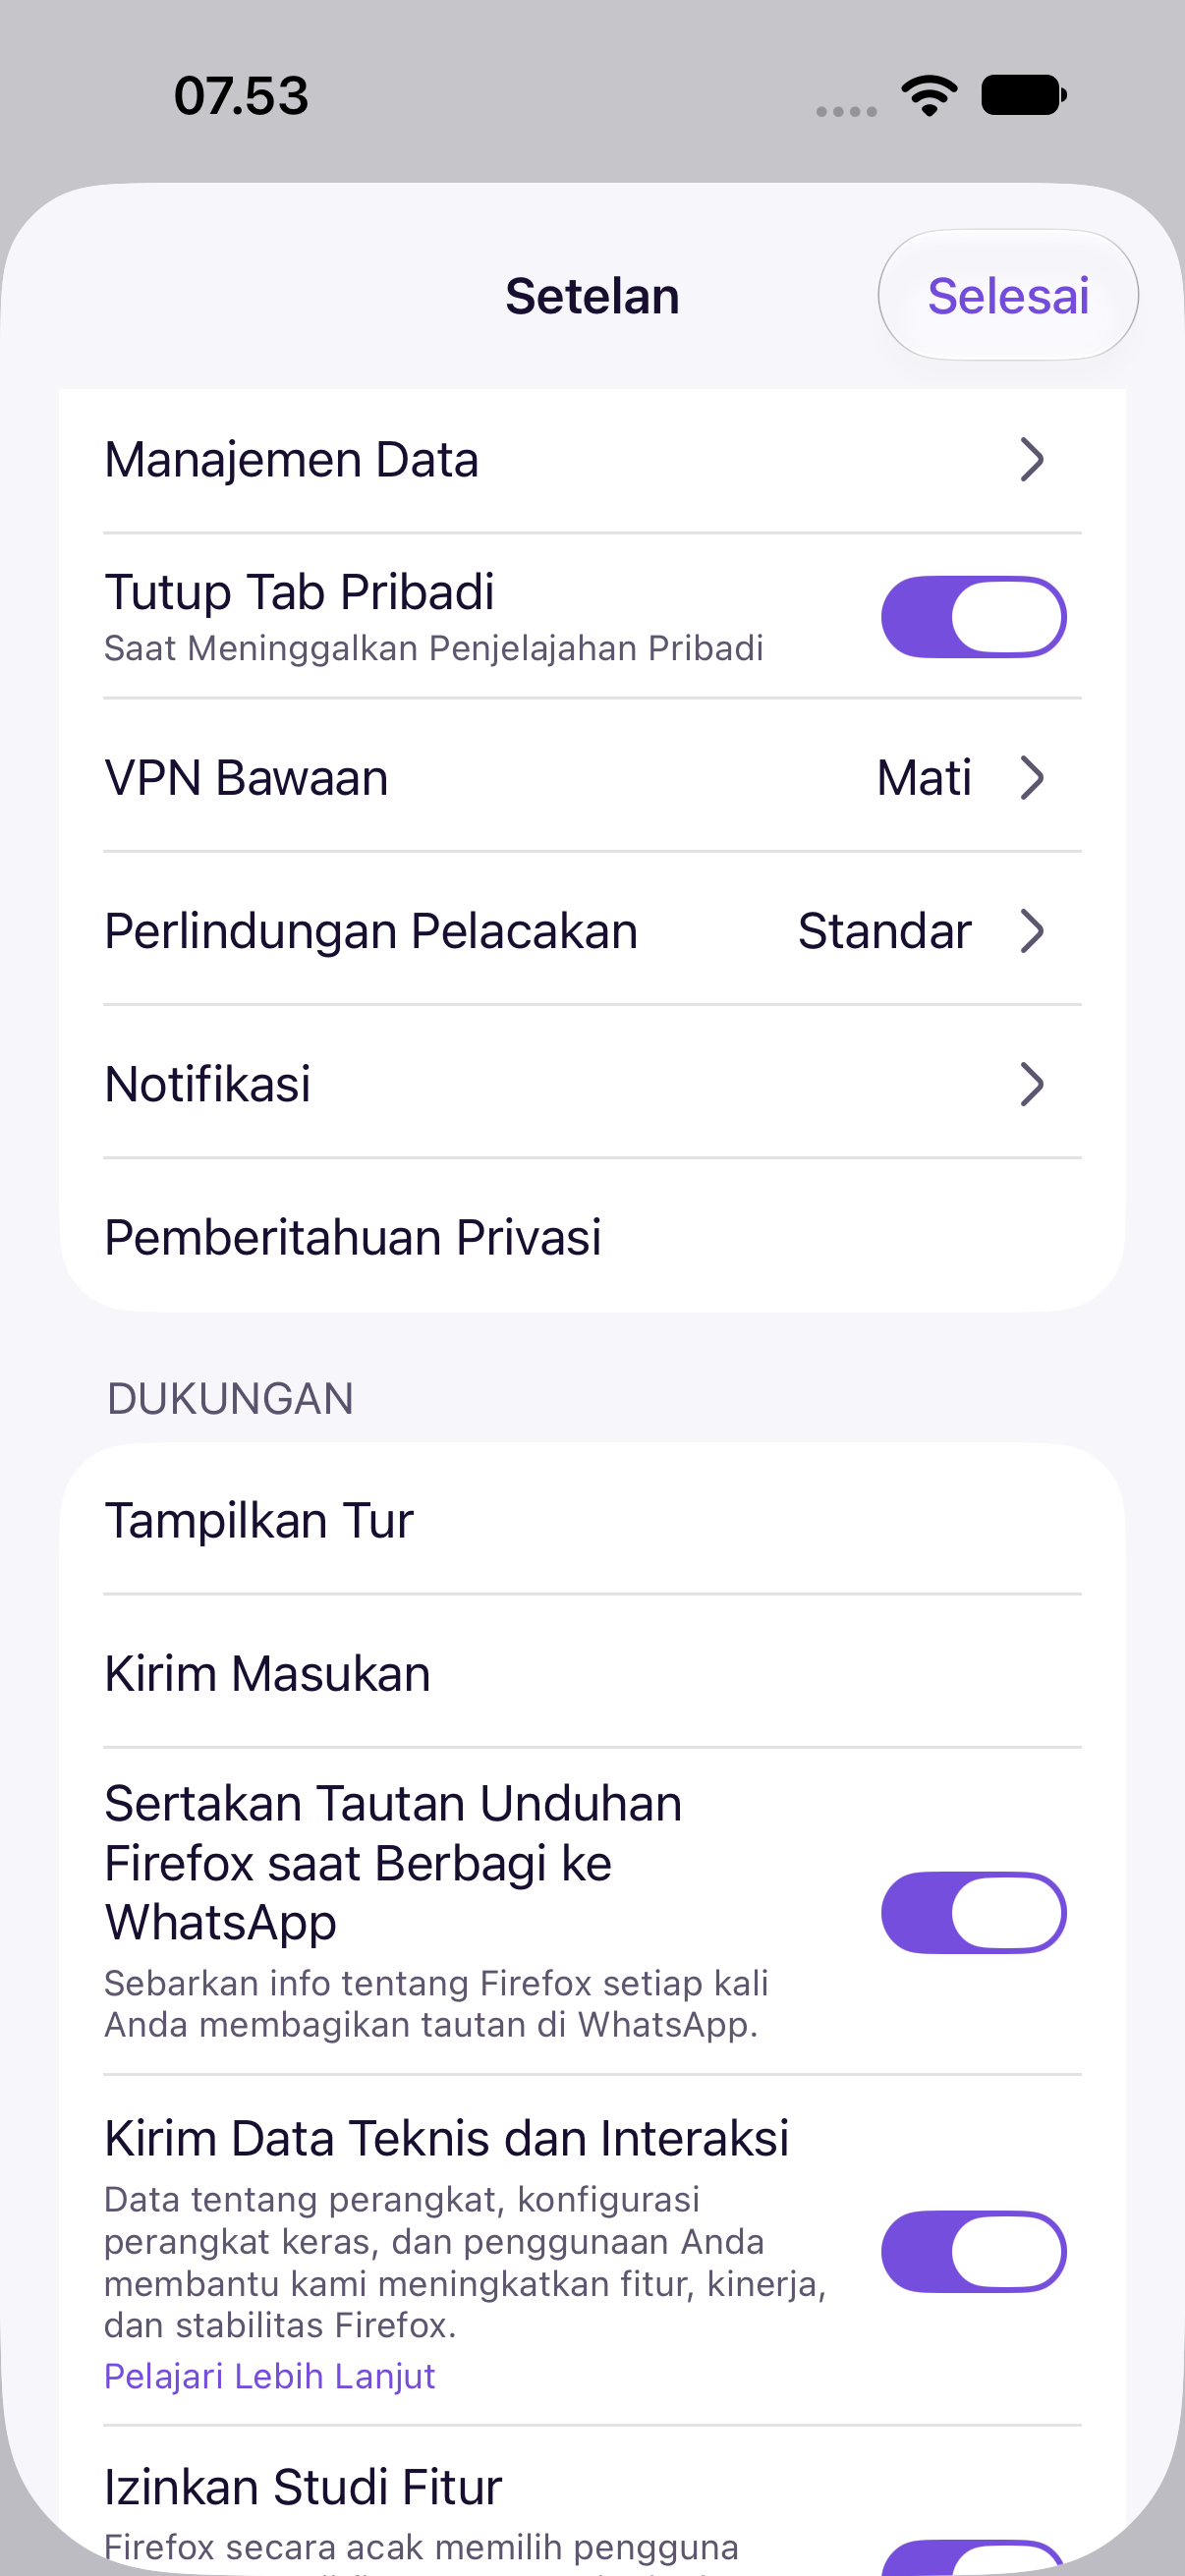 07.53
Setelan
Selesai
Manajemen Data
Tutup Tab Pribadi
Saat Meninggalkan Penjelajahan Pribadi
VPN Bawaan
Mati
Perlindungan Pelacakan
Standar
Notifikasi
Pemberitahuan Privasi
DUKUNGAN
Tampilkan Tur
Kirim Masukan
Sertakan Tautan Unduhan
Firefox saat Berbagi ke
WhatsApp
Sebarkan info tentang Firefox setiap kali
Anda membagikan tautan di WhatsApp.
Kirim Data Teknis dan Interaksi
Data tentang perangkat, konfigurasi
perangkat keras, dan penggunaan Anda
membantu kami meningkatkan fitur, kinerja,
dan stabilitas Firefox.
Pelajari Lebih Lanjut
Izinkan Studi Fitur
Firefox secara acak memilih pengguna